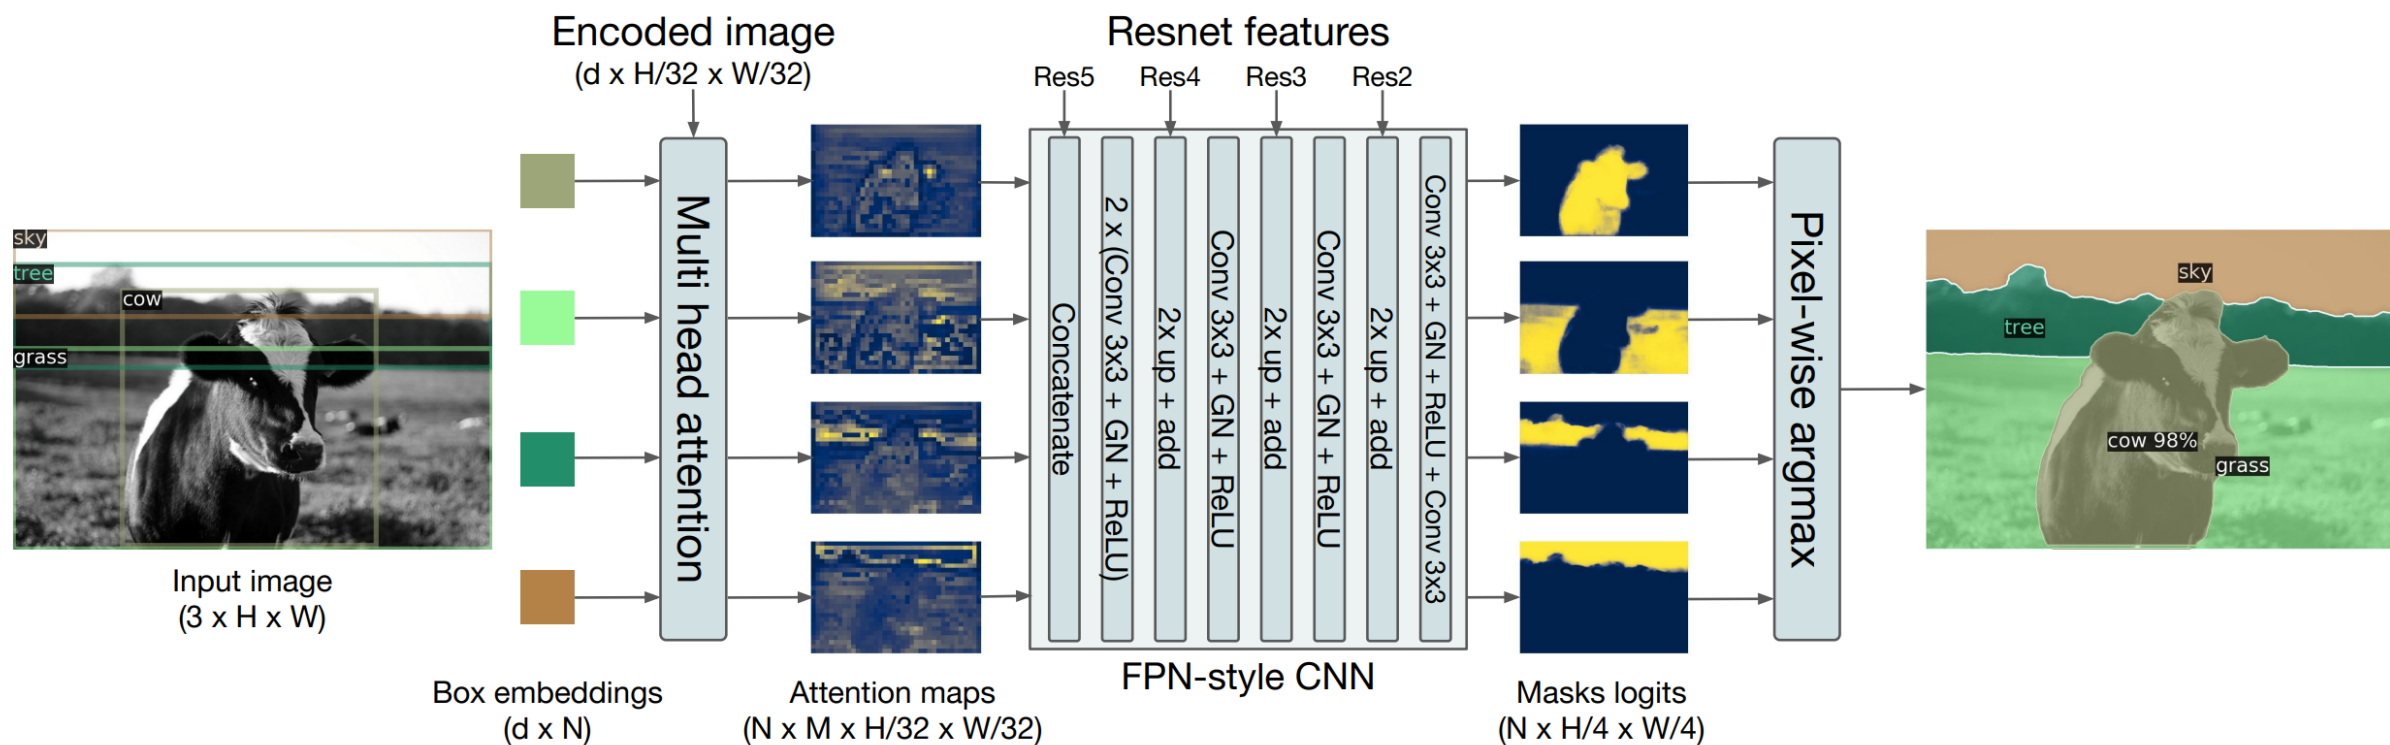 Encoded image
(d x H/32 x W/32)
Resnet features
Res5
Res4
Res3
Res2
sky
tree
cow
grass
Input image
(3 x H x W)
Box embeddings
(d x N)
Multi head attention
Attention maps
(N x M x H/32 x W/32)
Concatenate
2 x (Conv 3x3 + GN + ReLU)
2x up + add
Conv 3x3 + GN + ReLU
2x up + add
Conv 3x3 + GN + ReLU
2x up + add
Conv 3x3 + GN + ReLU + Conv 3x3
FPN-style CNN
Masks logits
(N x H/4 x W/4)
Pixel-wise argmax
sky
tree
cow 98%
grass